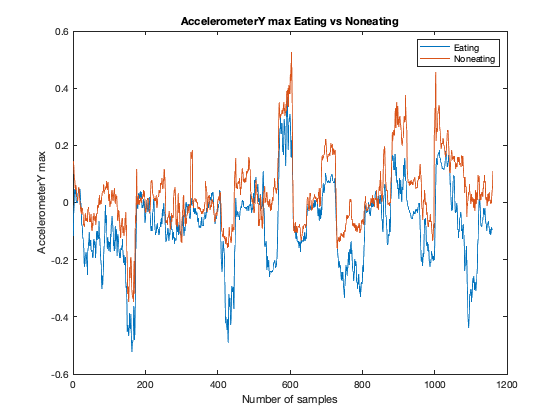 AccelerometerY max Eating vs Noneating
Eating
Noneating
AccelerometerY max
0.6
0.4
0.2
0
-0.2
-0.4
-0.6
0 200 400 600 800 1000 1200
Number of samples